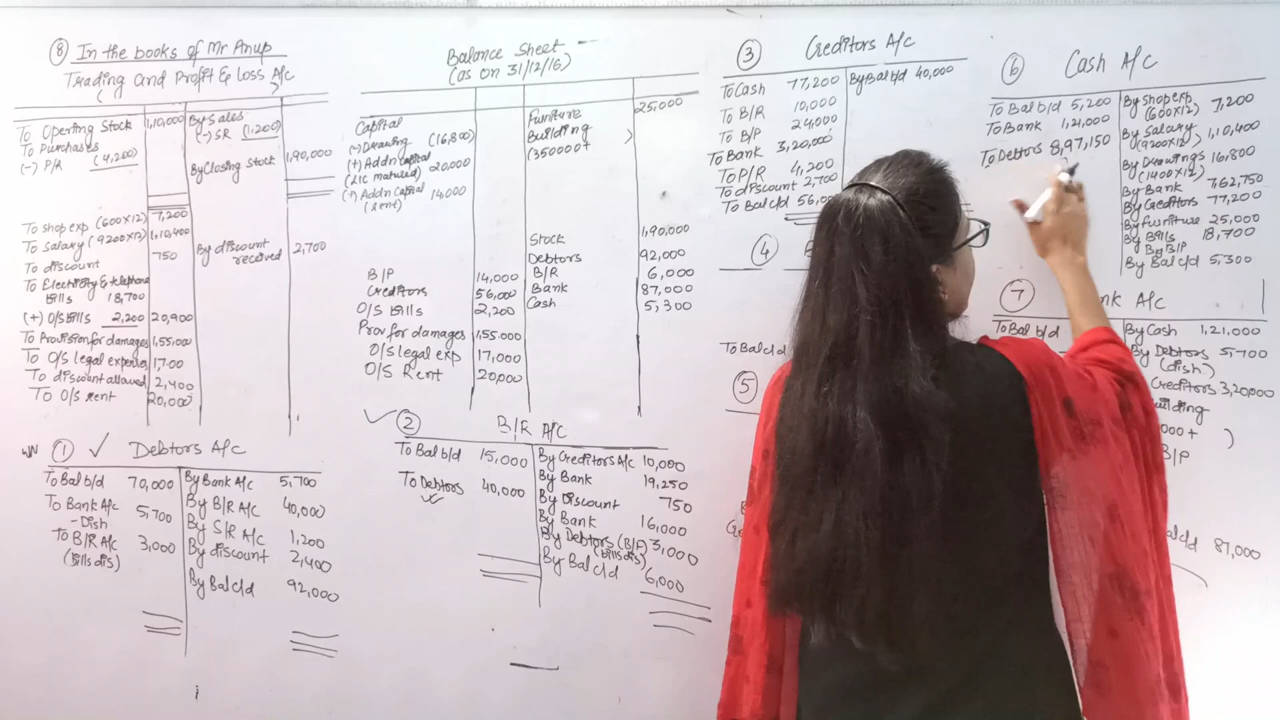 ⑧ In the books of Mr Anup
Trading and Profit & Loss A/c
To Opening Stock 1,10,000 By Sales
To Purchases (-) SR (1,200)
(-) P/R (4,200)
By Closing Stock 1,90,000
To shop exp (600x12) 7,200
To Salary (9200x12) 1,10,400
By discount received 2,700
To discount 750
To Electricity & telephone
bills 18,700
(+) O/S bills 2,200 20,900
To Provision for damages 1,55,000
To O/S legal expenses 17,00
To discount allowed 2,400
To O/S rent 20,000
Balance Sheet
(as on 31/12/16)
Capital Furniture 25,000
(-) Drawing (16,800) Building
(+) Addn capital 20,000 (350000+ )
(LIC matured)
(+) Addn Capital 14,000
(rent)
Stock 1,90,000
Debtors 92,000
B/P 14,000 B/R 6,000
Creditors 56,000 Bank 87,000
O/S Bills 2,200 Cash 5,300
Prov for damages 1,55,000
O/S legal exp 17,000
O/S Rent 20,000
WN ① Debtors A/c
To Bal b/d 70,000 By Bank A/c 5,700
To Bank A/c 5,700 By B/R A/c 40,000
-Dish By S/R A/c 1,200
To B/R A/c 3,000 By discount 2,400
(Bills dis)
By Bal c/d 92,000
② B/R A/c
To Bal b/d 15,000 By Creditors A/c 10,000
By Bank 19,250
To Debtors 40,000 By Discount 750
By Bank 16,000
By Debtors (B/F) 3,000
(bills dis)
By Bal c/d 6,000
③ Creditors A/c
To Cash 77,200 By Bal b/d 40,000
To B/R 10,000
To B/P 24,000
To Bank 3,20,000
To P/R 4,200
To discount 2,700
To Bal c/d 56,0
④
To Bal c/d
⑤
⑥ Cash A/c
To Bal b/d 5,200 By Shop exp 7,200
(600x12)
To Bank 1,21,000 By Salary 1,10,400
(9200x12)
To Debtors 8,97,150 By Drawings 16,800
(1400x12)
By Bank 7,62,750
By Creditors 77,200
By Furniture 25,000
By Bills 18,700
By B/P
By Bal c/d 5,300
⑦ nk A/c
To Bal b/d By Cash 1,21,000
By Debtors 5,700
(dish)
Creditors 3,20,000
uilding
000+ )
B/P
al c/d 87,000